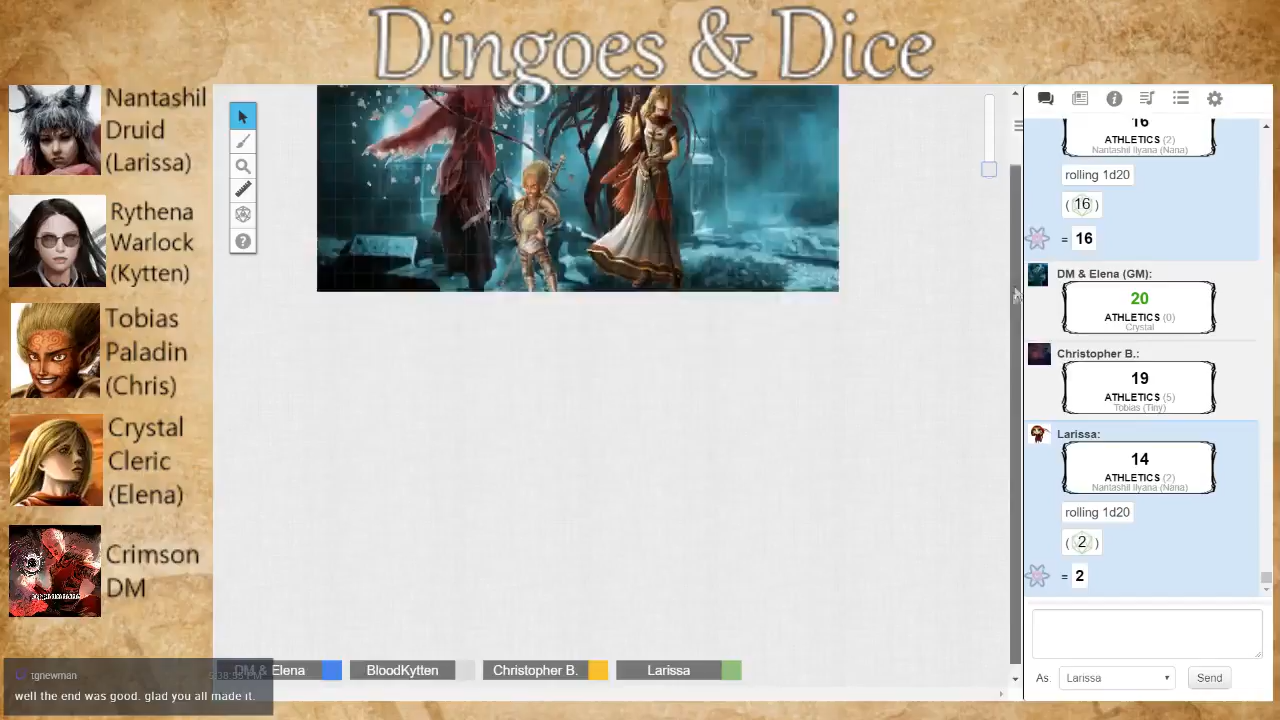 Dingoes & Dice
Nantashil
Druid
(Larissa)
Rythena
Warlock
(Kytten)
Tobias
Paladin
(Chris)
Crystal
Cleric
(Elena)
Crimson
DM
tgnewman
well the end was good. glad you all made it.
DM & Elena
BloodKytten
Christopher B.
Larissa
16
ATHLETICS (2)
Nantashil Ilyana (Nana)
rolling 1d20
(16)
= 16
DM & Elena (GM):
20
ATHLETICS (0)
Crystal
Christopher B.:
19
ATHLETICS (5)
Tobias (Tiny)
Larissa:
14
ATHLETICS (2)
Nantashil Ilyana (Nana)
rolling 1d20
(2)
= 2
As: Larissa
Send